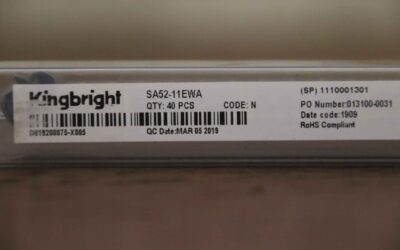 Kingbright
SA52-11EWA
QTY: 40 PCS
CODE: N
QC Date:MAR 05 2019
(SP) 1110001301
PO Number:013100-0031
Date code:1909
RoHS Compliant